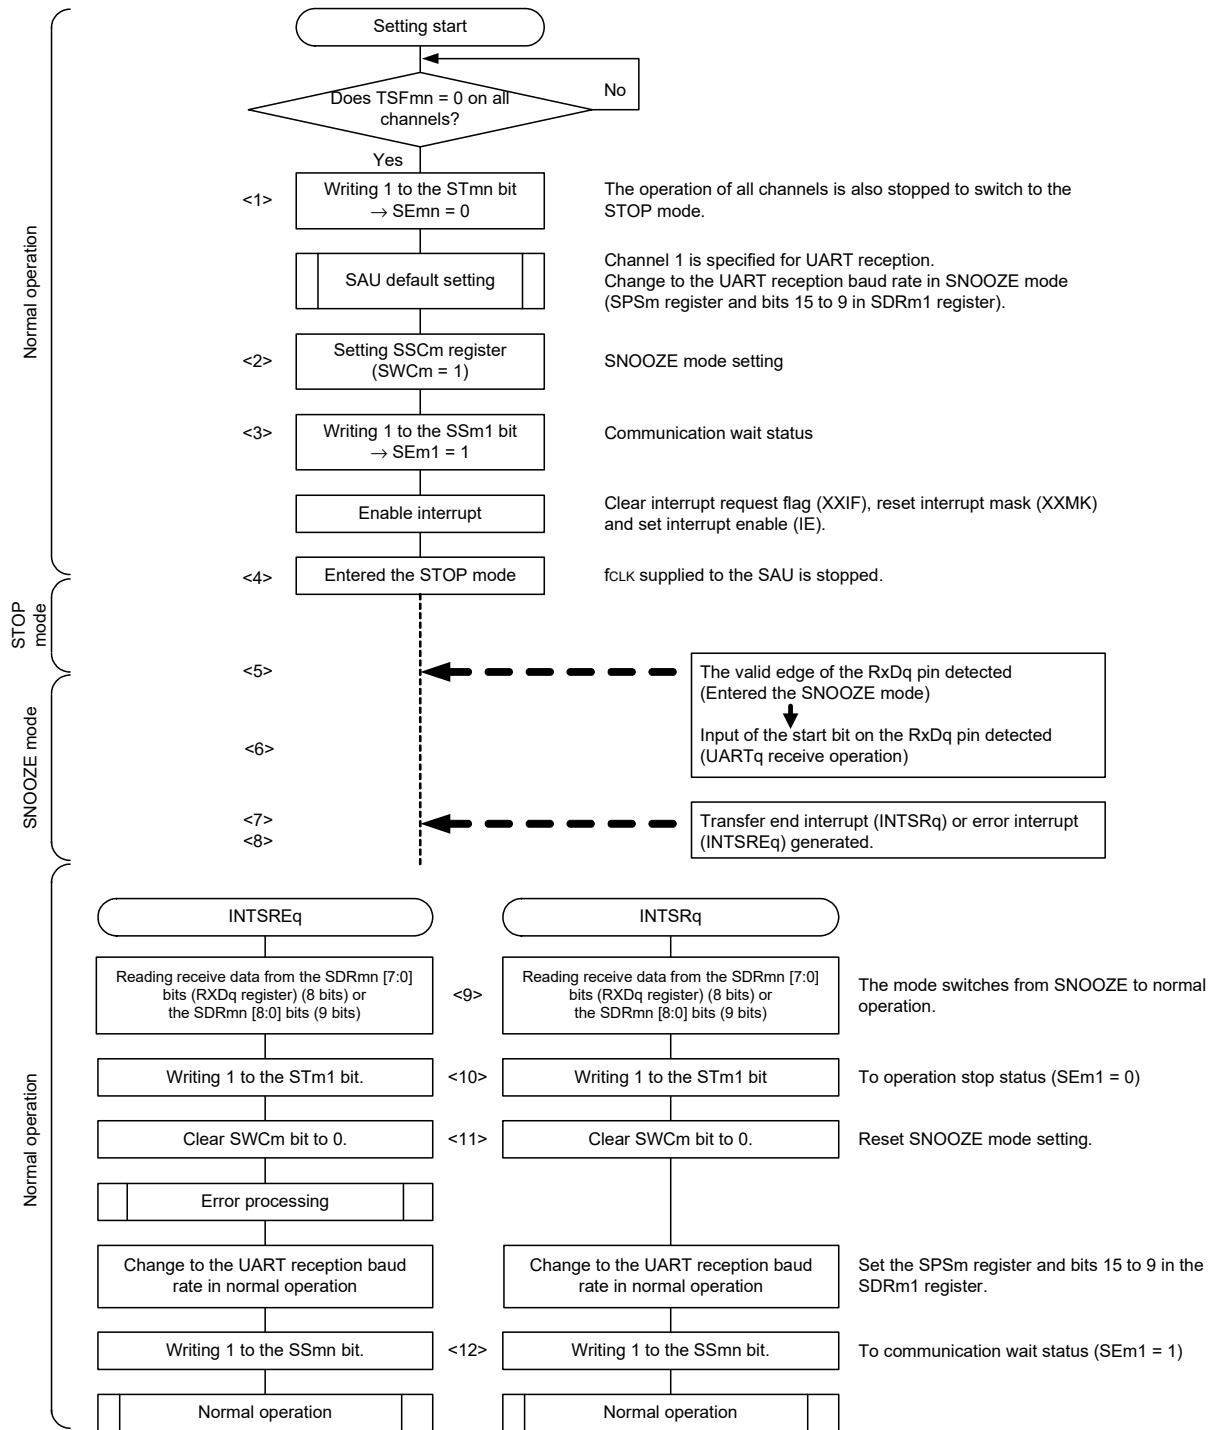 Setting start
No
Does TSFmn = 0 on all
channels?
Yes
<1>
Writing 1 to the STmn bit
→ SEmn = 0
The operation of all channels is also stopped to switch to the
STOP mode.
Normal operation
SAU default setting
Channel 1 is specified for UART reception.
Change to the UART reception baud rate in SNOOZE mode
(SPSm register and bits 15 to 9 in SDRm1 register).
<2>
Setting SSCm register
(SWCm = 1)
SNOOZE mode setting
<3>
Writing 1 to the SSm1 bit
→ SEm1 = 1
Communication wait status
Enable interrupt
Clear interrupt request flag (XXIF), reset interrupt mask (XXMK)
and set interrupt enable (IE).
<4>
Entered the STOP mode
fCLK supplied to the SAU is stopped.
STOP
mode
<5>
The valid edge of the RxDq pin detected
(Entered the SNOOZE mode)
SNOOZE mode
<6>
Input of the start bit on the RxDq pin detected
(UARTq receive operation)
<7>
<8>
Transfer end interrupt (INTSRq) or error interrupt
(INTSREq) generated.
INTSREq
INTSRq
Reading receive data from the SDRmn [7:0]
bits (RXDq register) (8 bits) or
the SDRmn [8:0] bits (9 bits)
<9>
Reading receive data from the SDRmn [7:0]
bits (RXDq register) (8 bits) or
the SDRmn [8:0] bits (9 bits)
The mode switches from SNOOZE to normal
operation.
Normal operation
Writing 1 to the STm1 bit.
<10>
Writing 1 to the STm1 bit
To operation stop status (SEm1 = 0)
Clear SWCm bit to 0.
<11>
Clear SWCm bit to 0.
Reset SNOOZE mode setting.
Error processing
Change to the UART reception baud
rate in normal operation
Change to the UART reception baud
rate in normal operation
Set the SPSm register and bits 15 to 9 in the
SDRm1 register.
Writing 1 to the SSmn bit.
<12>
Writing 1 to the SSmn bit.
To communication wait status (SEm1 = 1)
Normal operation
Normal operation